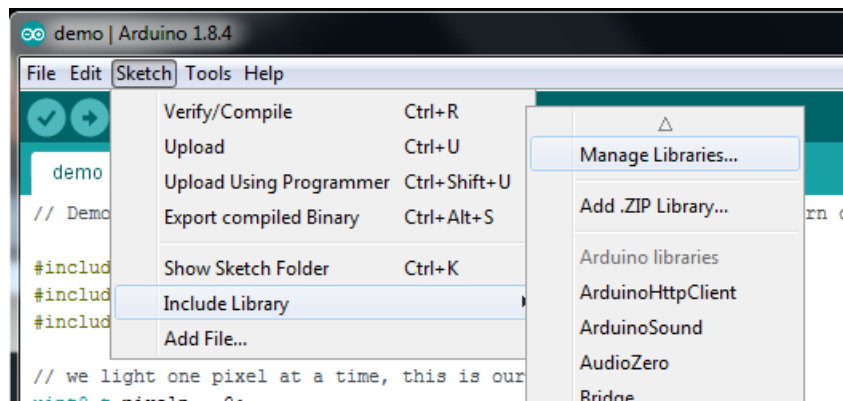 demo | Arduino 1.8.4
File Edit Sketch Tools Help
Verify/Compile Ctrl+R
Upload Ctrl+U
Upload Using Programmer Ctrl+Shift+U
Export compiled Binary Ctrl+Alt+S
Show Sketch Folder Ctrl+K
Include Library
Add File...
Manage Libraries...
Add .ZIP Library...
Arduino libraries
ArduinoHttpClient
ArduinoSound
AudioZero
Bridge
demo
// Demo
#includ
#includ
#includ
// we light one pixel at a time, this is our